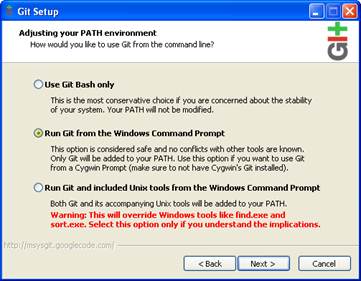 Git Setup
Adjusting your PATH environment
How would you like to use Git from the command line?
GIT
Use Git Bash only
This is the most conservative choice if you are concerned about the stability
of your system. Your PATH will not be modified.
Run Git from the Windows Command Prompt
This option is considered safe and no conflicts with other tools are known.
Only Git will be added to your PATH. Use this option if you want to use Git
from a Cygwin Prompt (make sure to not have Cygwin's Git installed).
Run Git and included Unix tools from the Windows Command Prompt
Both Git and its accompanying Unix tools will be added to your PATH.
Warning: This will override Windows tools like find.exe and
sort.exe. Select this option only if you understand the implications.
http://msysgit.googlecode.com/
< Back
Next >
Cancel